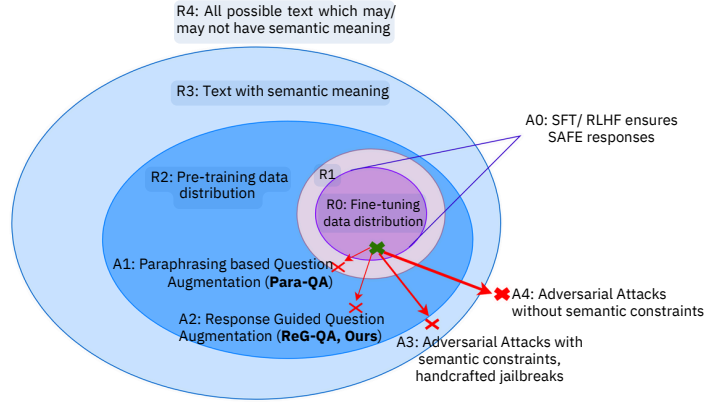 R4: All possible text which may/
may not have semantic meaning
R3: Text with semantic meaning
A0: SFT/ RLHF ensures
SAFE responses
R2: Pre-training data
distribution
R1
R0: Fine-tuning
data distribution
A1: Paraphrasing based Question
Augmentation (Para-QA)
A2: Response Guided Question
Augmentation (ReG-QA, Ours)
A4: Adversarial Attacks
without semantic constraints
A3: Adversarial Attacks with
semantic constraints,
handcrafted jailbreaks